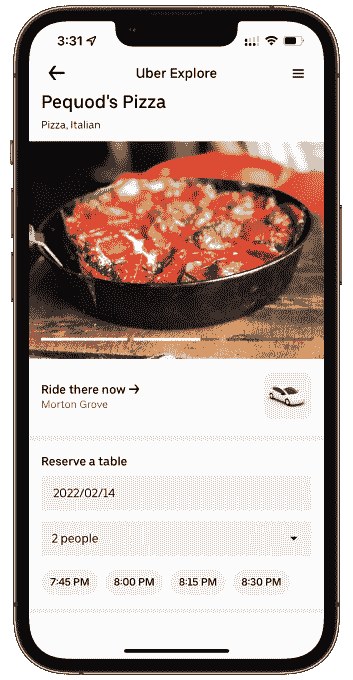 3:31
Uber Explore
Pequod's Pizza
Pizza, Italian
Ride there now →
Morton Grove
Reserve a table
2022/02/14
2 people
7:45 PM 8:00 PM 8:15 PM 8:30 PM